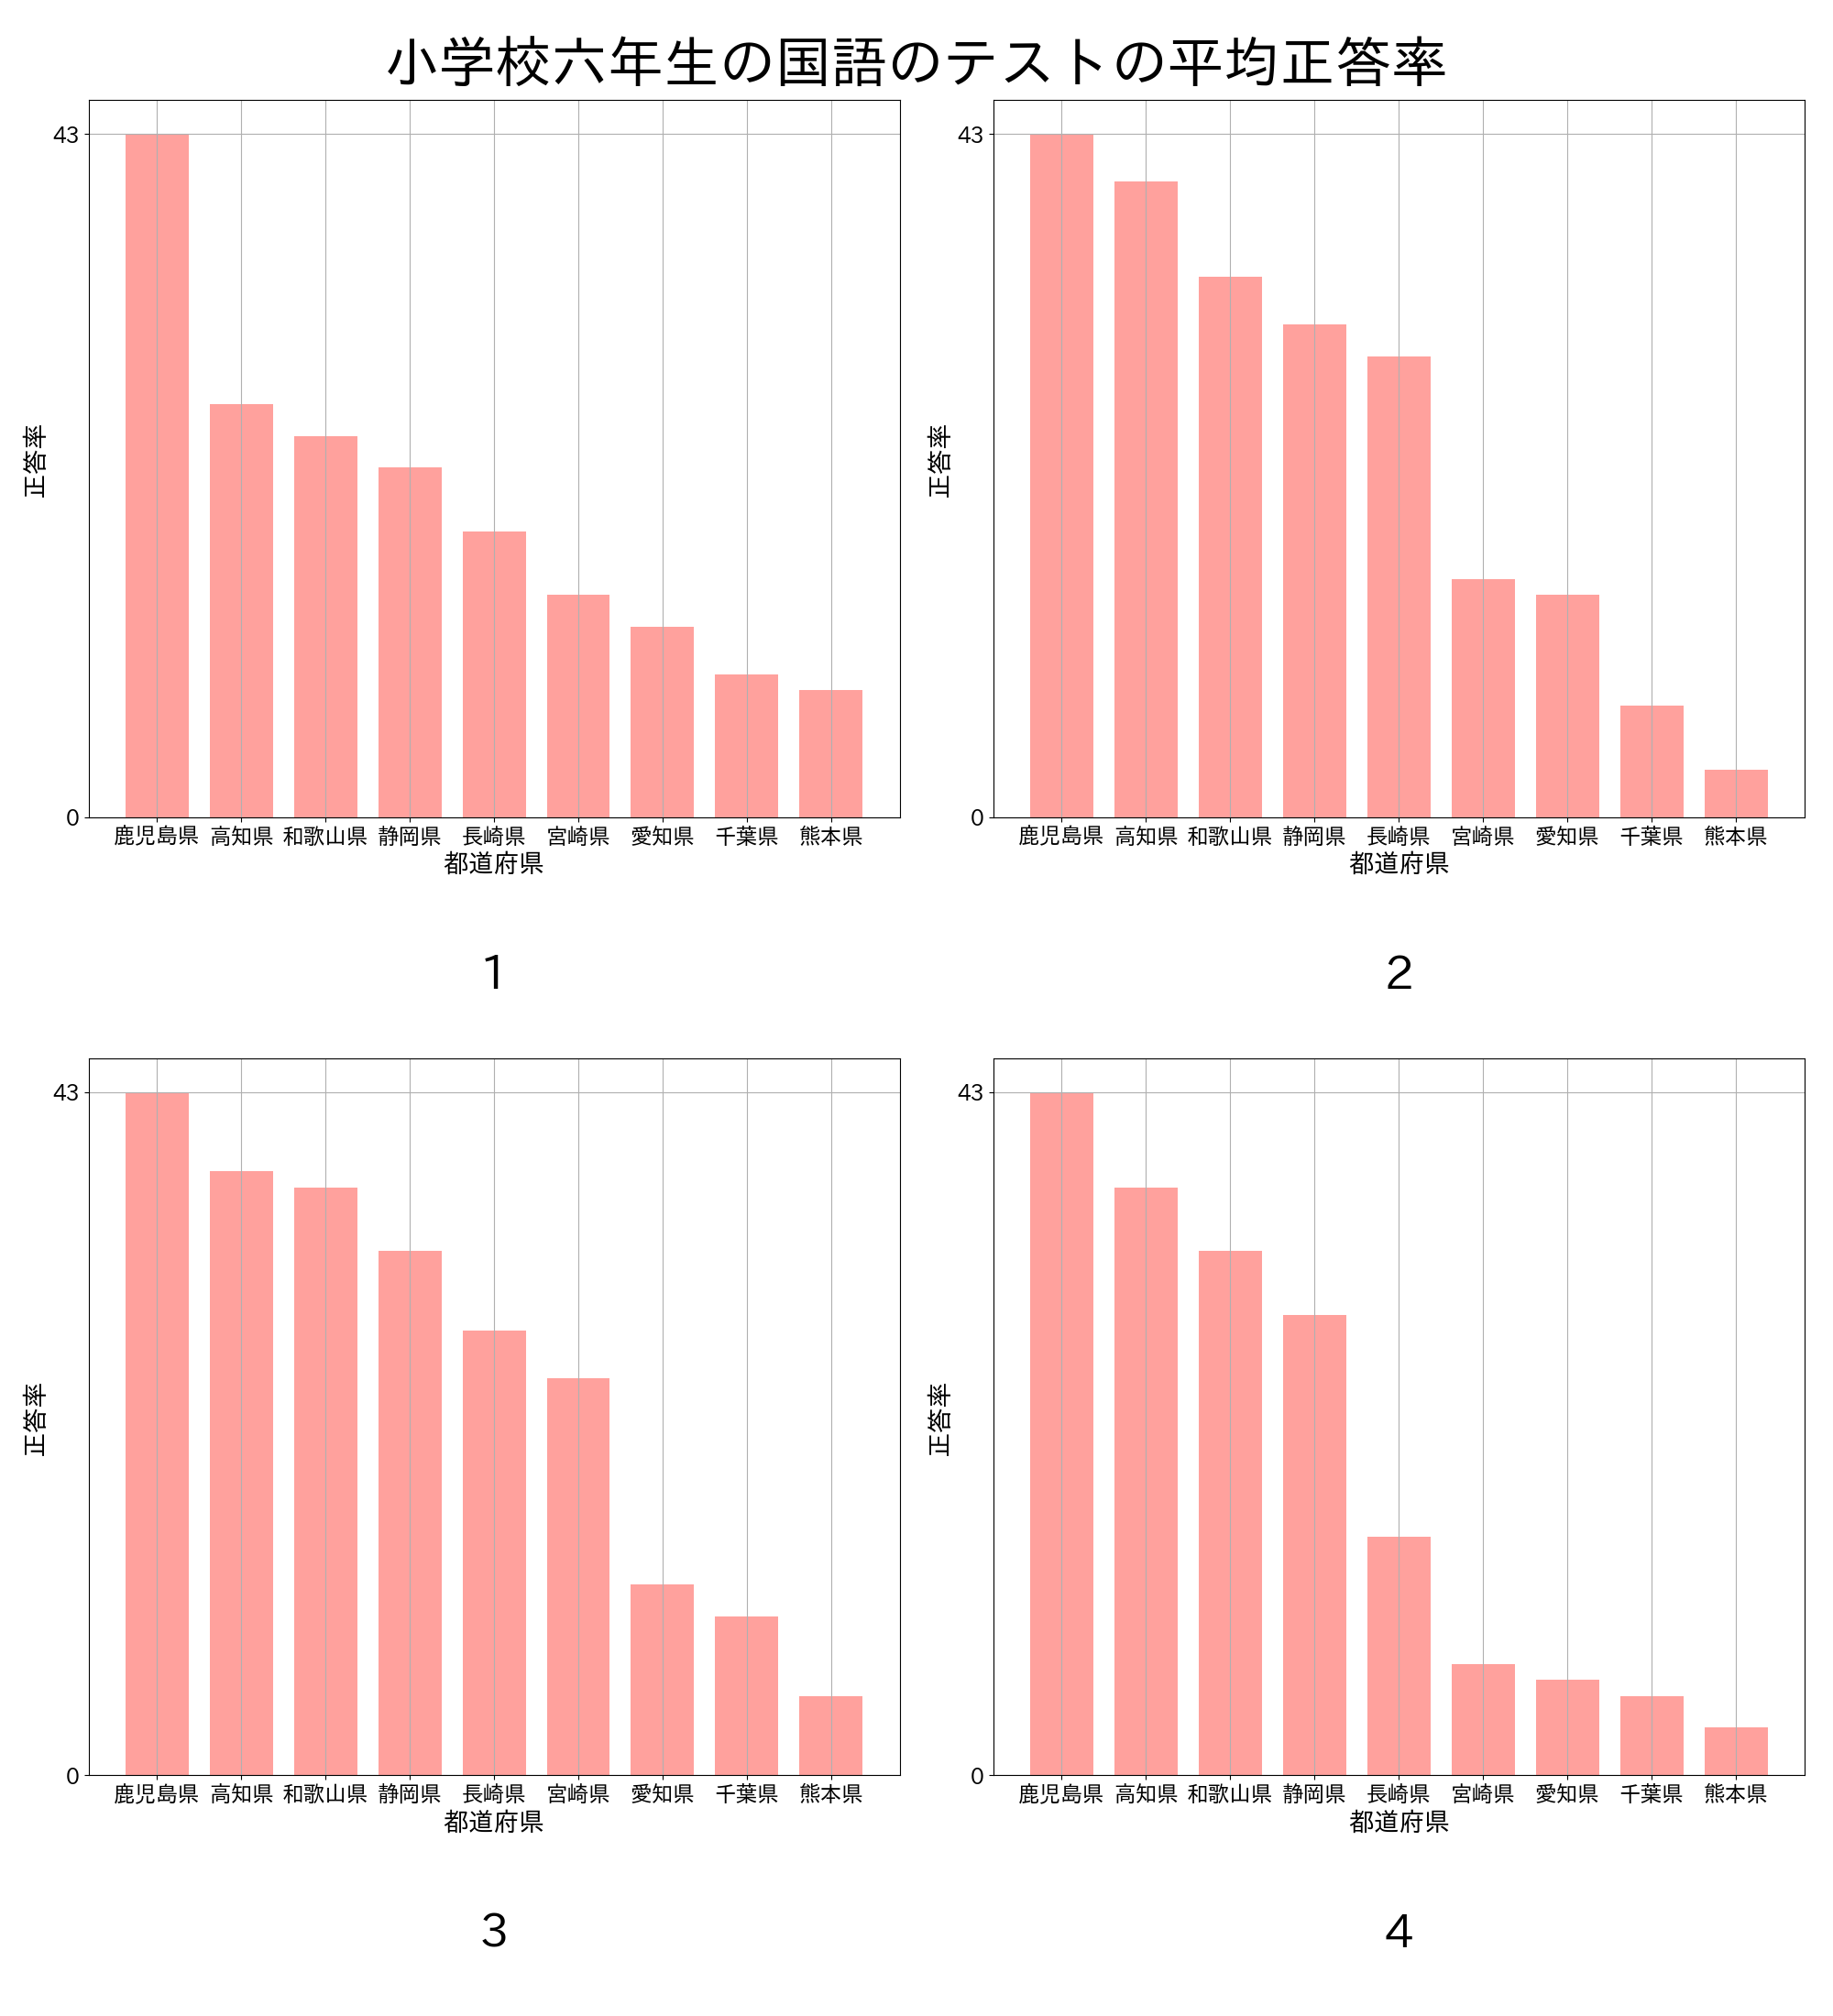 小学校六年生の国語のテストの平均正答率
43
0
正答率
鹿児島県 高知県 和歌山県 静岡県 長崎県 宮崎県 愛知県 千葉県 熊本県
都道府県
1
43
0
正答率
鹿児島県 高知県 和歌山県 静岡県 長崎県 宮崎県 愛知県 千葉県 熊本県
都道府県
2
43
0
正答率
鹿児島県 高知県 和歌山県 静岡県 長崎県 宮崎県 愛知県 千葉県 熊本県
都道府県
3
43
0
正答率
鹿児島県 高知県 和歌山県 静岡県 長崎県 宮崎県 愛知県 千葉県 熊本県
都道府県
4